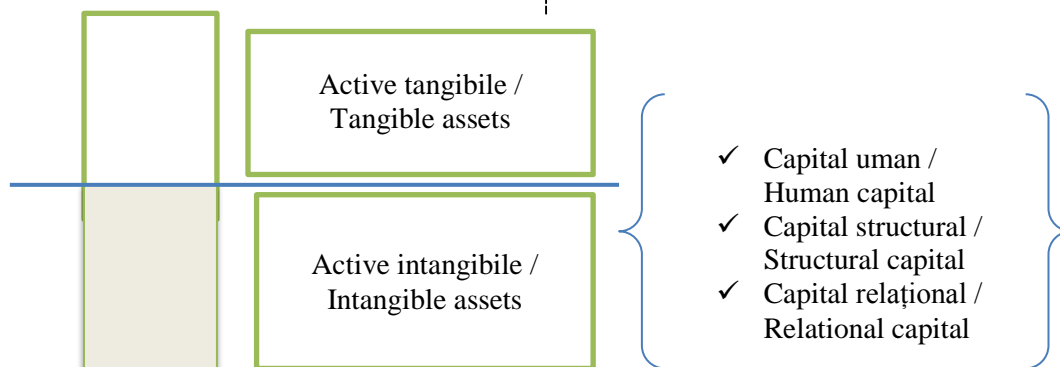 Active tangibile /
Tangible assets
Active intangibile /
Intangible assets
✓ Capital uman /
Human capital
✓ Capital structural /
Structural capital
✓ Capital relațional /
Relational capital